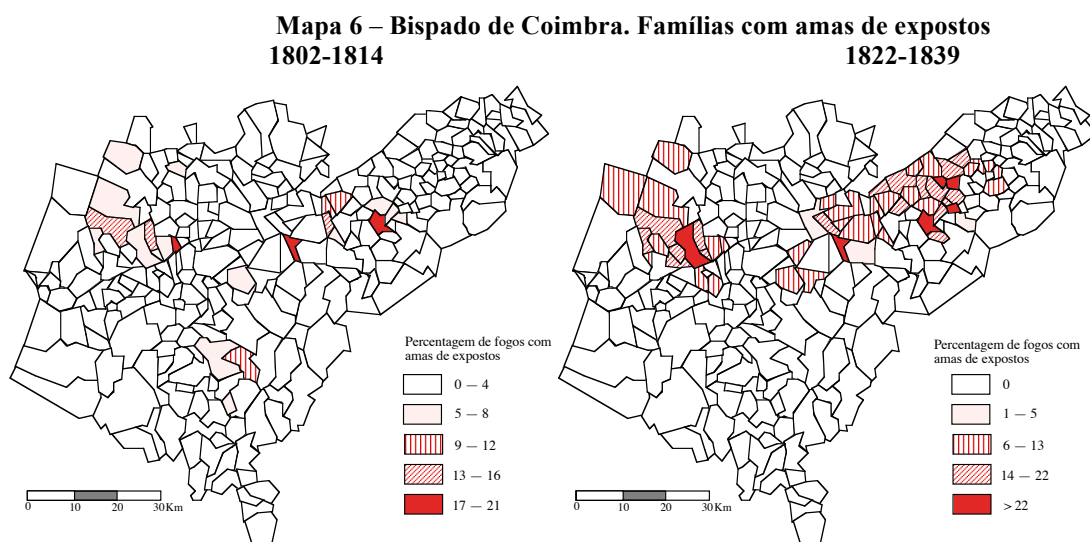 Mapa 6 – Bispado de Coimbra. Famílias com amas de expostos
1802-1814
1822-1839
Percentagem de fogos com
amas de expostos
0 — 4
5 — 8
9 — 12
13 — 16
17 — 21
0 10 20 30Km
Percentagem de fogos com
amas de expostos
0
1 — 5
6 — 13
14 — 22
> 22
0 10 20 30Km